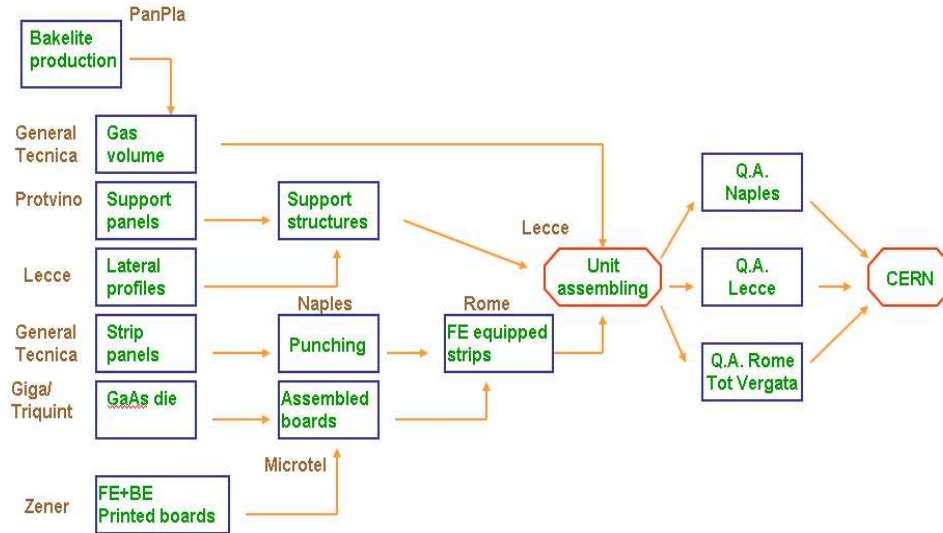 PanPla
Bakelite
production
General
Tecnica
Gas
volume
Protvino
Support
panels
Support
structures
Lecce
Lateral
profiles
Lecce
Unit
assembling
Q.A.
Naples
Q.A.
Lecce
Q.A. Rome
Tot Vergata
CERN
General
Tecnica
Strip
panels
Naples
Punching
Rome
FE equipped
strips
Giga/
Triquint
GaAs die
Assembled
boards
Microtel
Zener
FE+BE
Printed boards